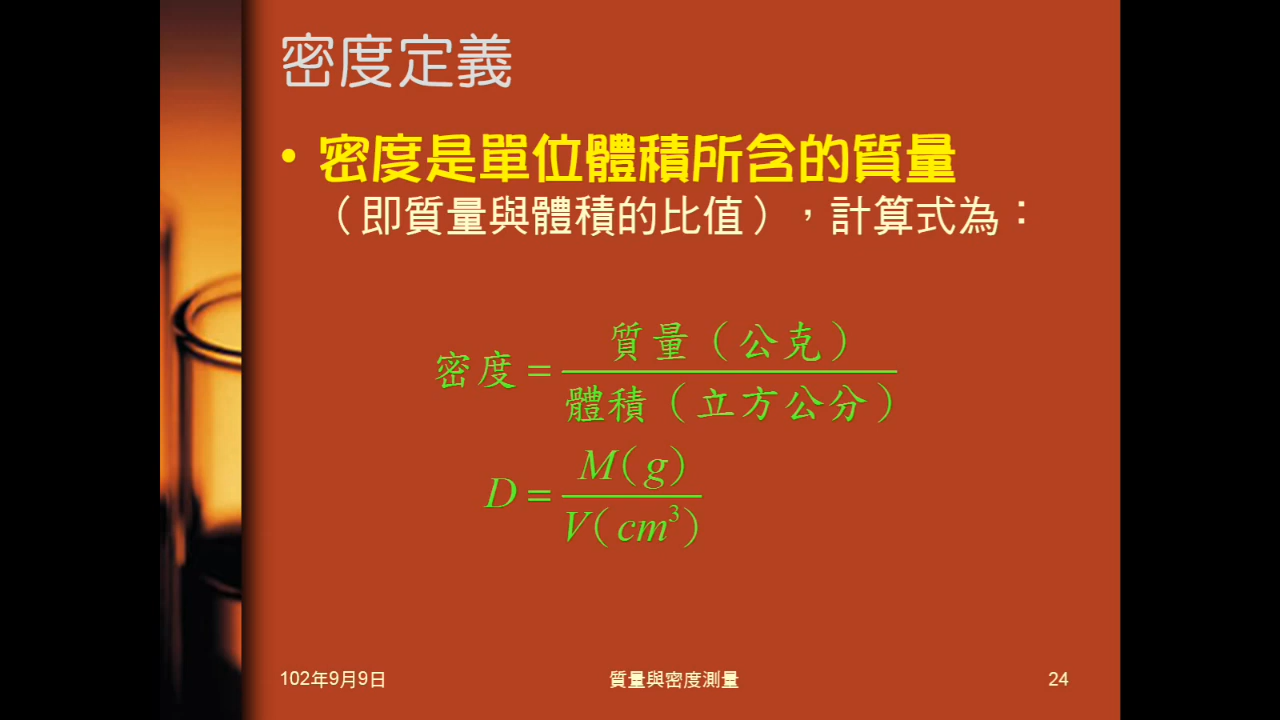 密度定義
• 密度是單位體積所含的質量
（即質量與體積的比值），計算式為：
密度 = 質量（公克） / 體積（立方公分）
D = M(g) / V(cm³)
102年9月9日
質量與密度測量
24